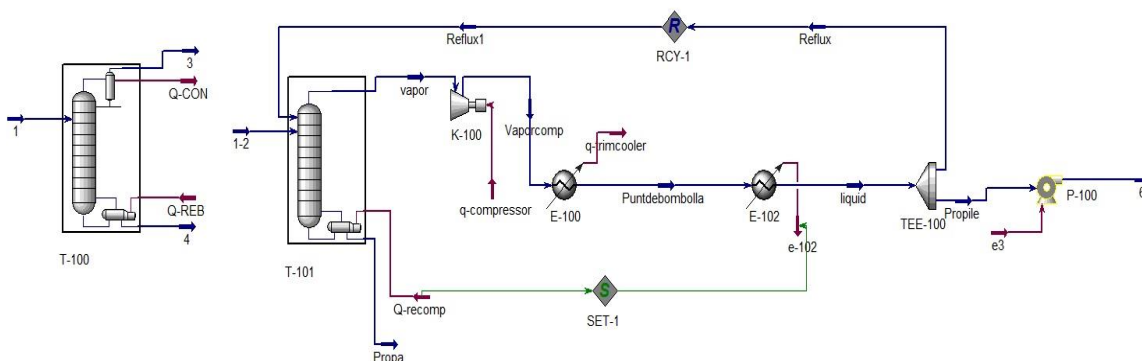 3
Q-CON
1
Q-REB
4
T-100
Reflux1
RCY-1
Reflux
R
vapor
K-100
Vaporcomp
q-trimcooler
1-2
q-compressor
E-100
Puntdebombolla
E-102
liquid
e-102
TEE-100
Propile
P-100
6
e3
T-101
Q-recomp
S
SET-1
Propa